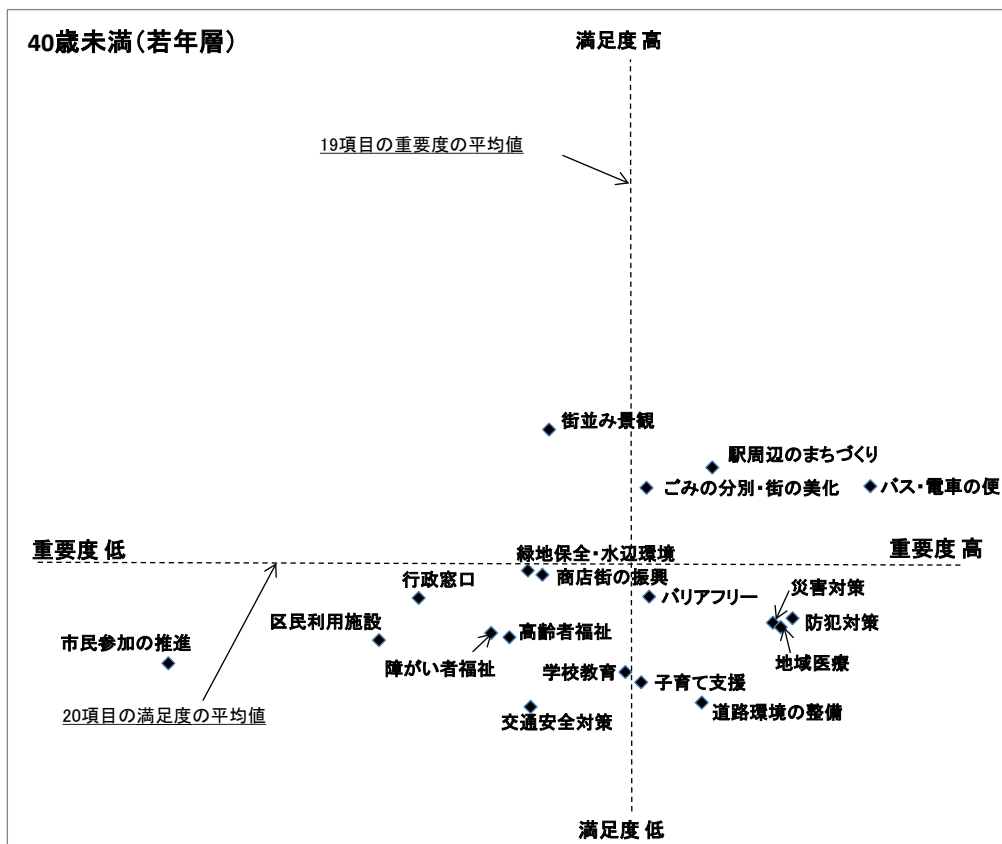 40歳未満(若年層)
満足度 高
19項目の重要度の平均値
街並み景観
駅周辺のまちづくり
ごみの分別・街の美化
バス・電車の便
重要度 低
緑地保全・水辺環境
重要度 高
行政窓口
商店街の振興
災害対策
バリアフリー
区民利用施設
防犯対策
市民参加の推進
高齢者福祉
障がい者福祉
地域医療
学校教育
子育て支援
20項目の満足度の平均値
交通安全対策
道路環境の整備
満足度 低